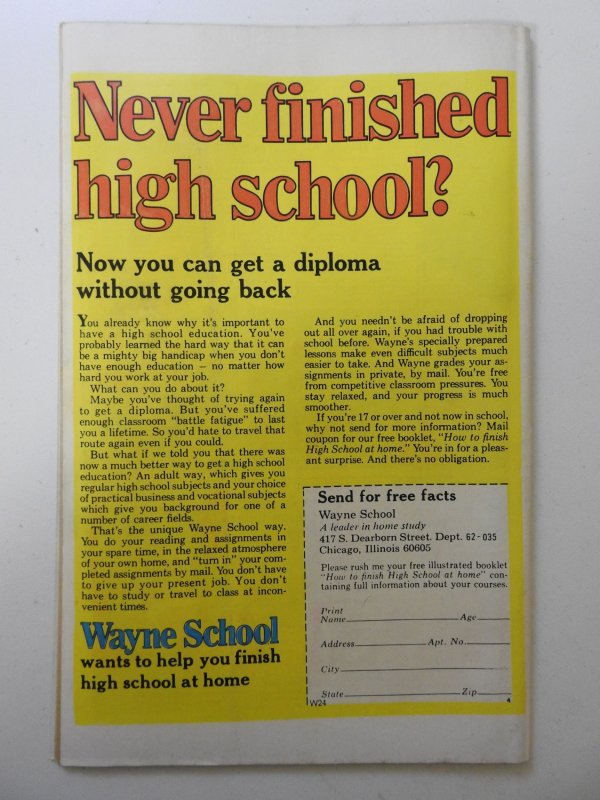 Never finished
high school?
Now you can get a diploma
without going back
You already know why it's important to
have a high school education. You've
probably learned the hard way that it can
be a mighty big handicap when you don't
have enough education – no matter how
hard you work at your job.
What can you do about it?
Maybe you've thought of trying again
to get a diploma. But you've suffered
enough classroom "battle fatigue" to last
you a lifetime. So you'd hate to travel that
route again even if you could.
But what if we told you that there was
now a much better way to get a high school
education? An adult way, which gives you
regular high school subjects and your choice
of practical business and vocational subjects
which give you background for one of a
number of career fields.
That's the unique Wayne School way.
You do your reading and assignments in
your spare time, in the relaxed atmosphere
of your own home, and "turn in" your com-
pleted assignments by mail. You don't have
to give up your present job. You don't
have to study or travel to class at incon-
venient times.
Wayne School
wants to help you finish
high school at home
And you needn't be afraid of dropping
out all over again, if you had trouble with
school before. Wayne's specially prepared
lessons make even difficult subjects much
easier to take. And Wayne grades your as-
signments in private, by mail. You're free
from competitive classroom pressures. You
stay relaxed, and your progress is much
smoother.
If you're 17 or over and not now in school,
why not send for more information? Mail
coupon for our free booklet, "How to finish
High School at home." You're in for a pleas-
ant surprise. And there's no obligation.
Send for free facts
Wayne School
A leader in home study
417 S. Dearborn Street. Dept. 62-035
Chicago, Illinois 60605
Please rush me your free illustrated booklet
"How to finish High School at home" con-
taining full information about your courses.
Print
Name Age
Address Apt. No.
City
State Zip
W24 4